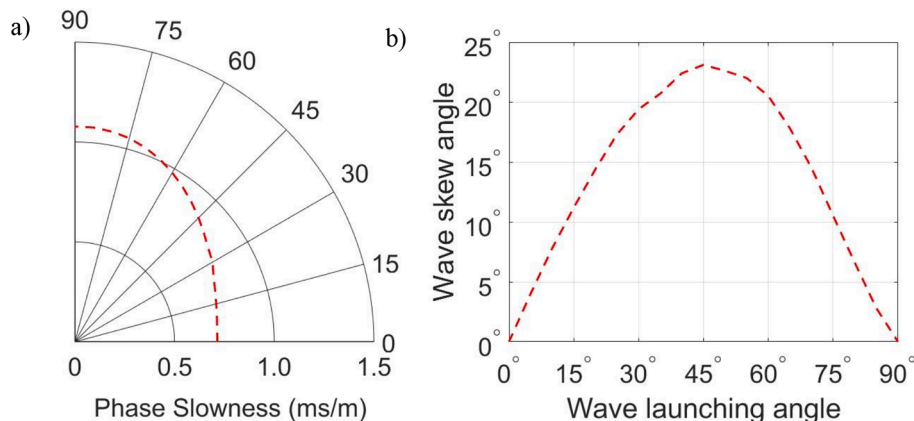 a)
90
75
60
45
30
15
0
0
0.5
1.0
1.5
Phase Slowness (ms/m)
b)
25°
20°
15°
10°
5°
0°
Wave skew angle
0° 15° 30° 45° 60° 75° 90°
Wave launching angle